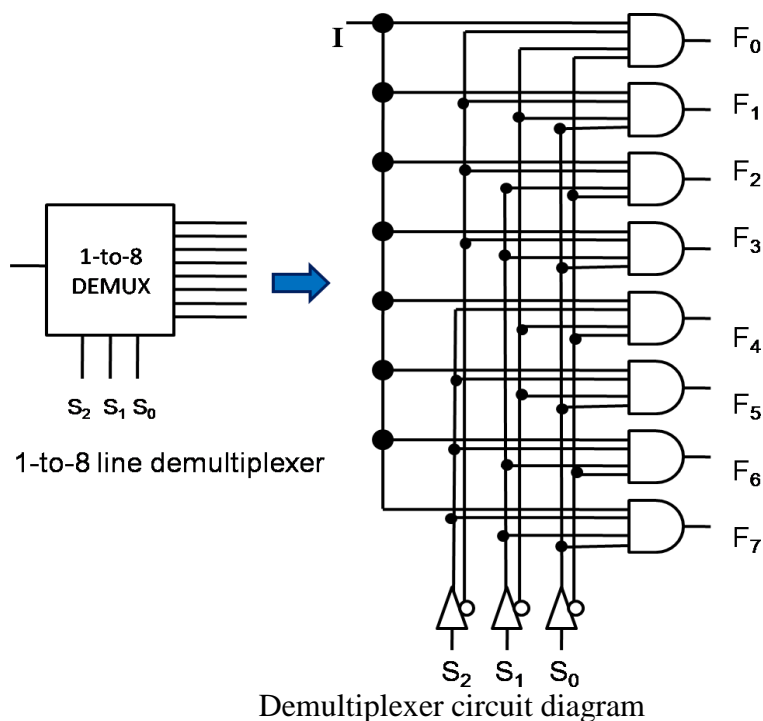 I
F₀
F₁
F₂
F₃
F₄
F₅
F₆
F₇
1-to-8
DEMUX
S₂ S₁ S₀
1-to-8 line demultiplexer
S₂ S₁ S₀
Demultiplexer circuit diagram